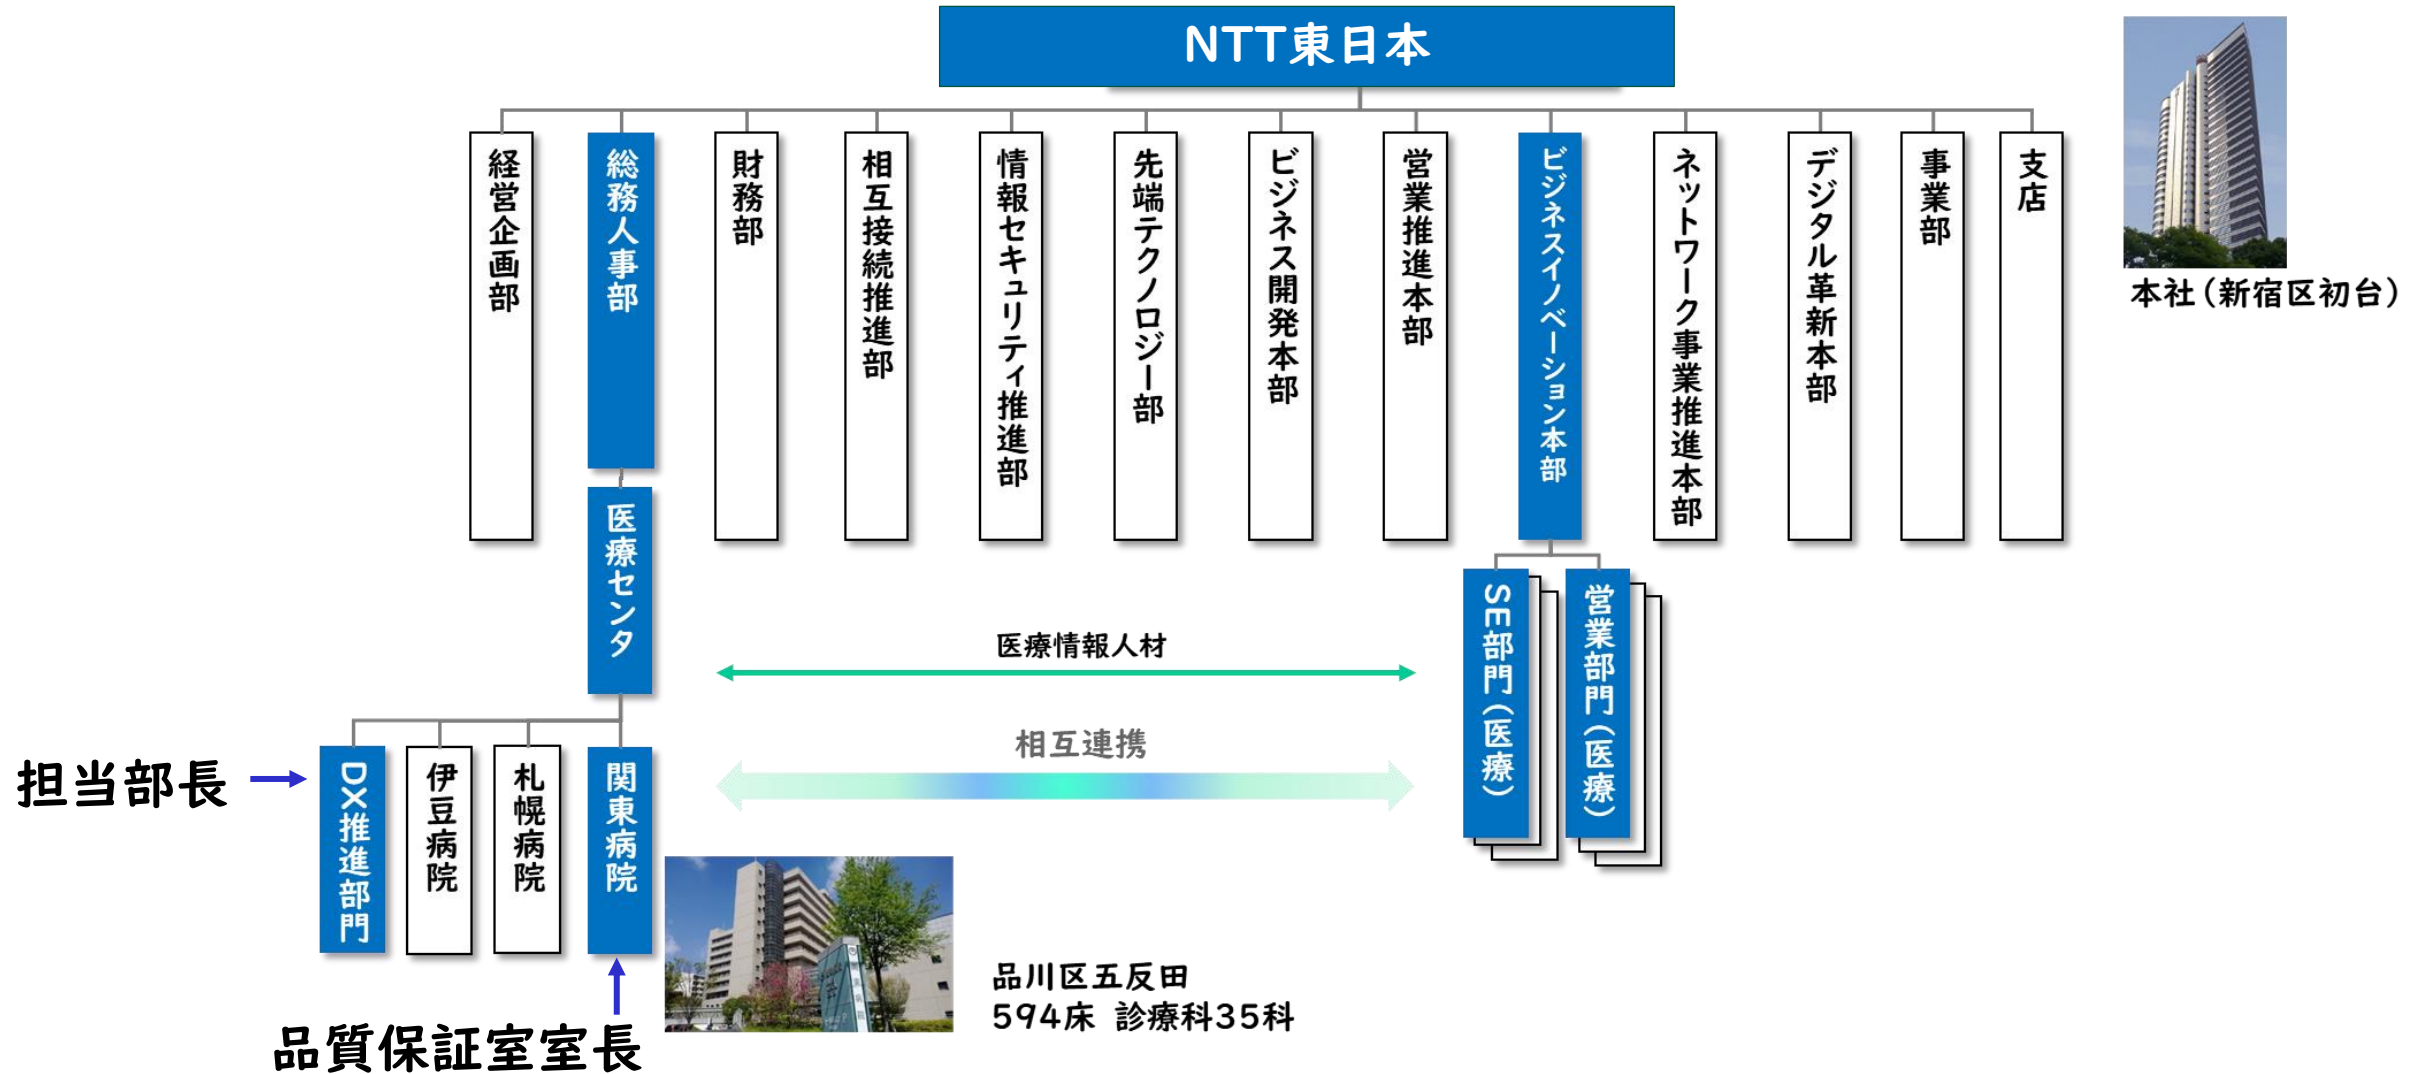 NTT東日本
経営企画部
総務人事部
財務部
相互接続推進部
情報セキュリティ推進部
先端テクノロジー部
ビジネス開発本部
営業推進本部
ビジネスイノベーション本部
ネットワーク事業推進本部
デジタル革新本部
事業部
支店
本社（新宿区初台）
医療センタ
SE部門（医療）
営業部門（医療）
医療情報人材
相互連携
担当部長
DX推進部門
伊豆病院
札幌病院
関東病院
品川区五反田
594床 診療科35科
品質保証室室長